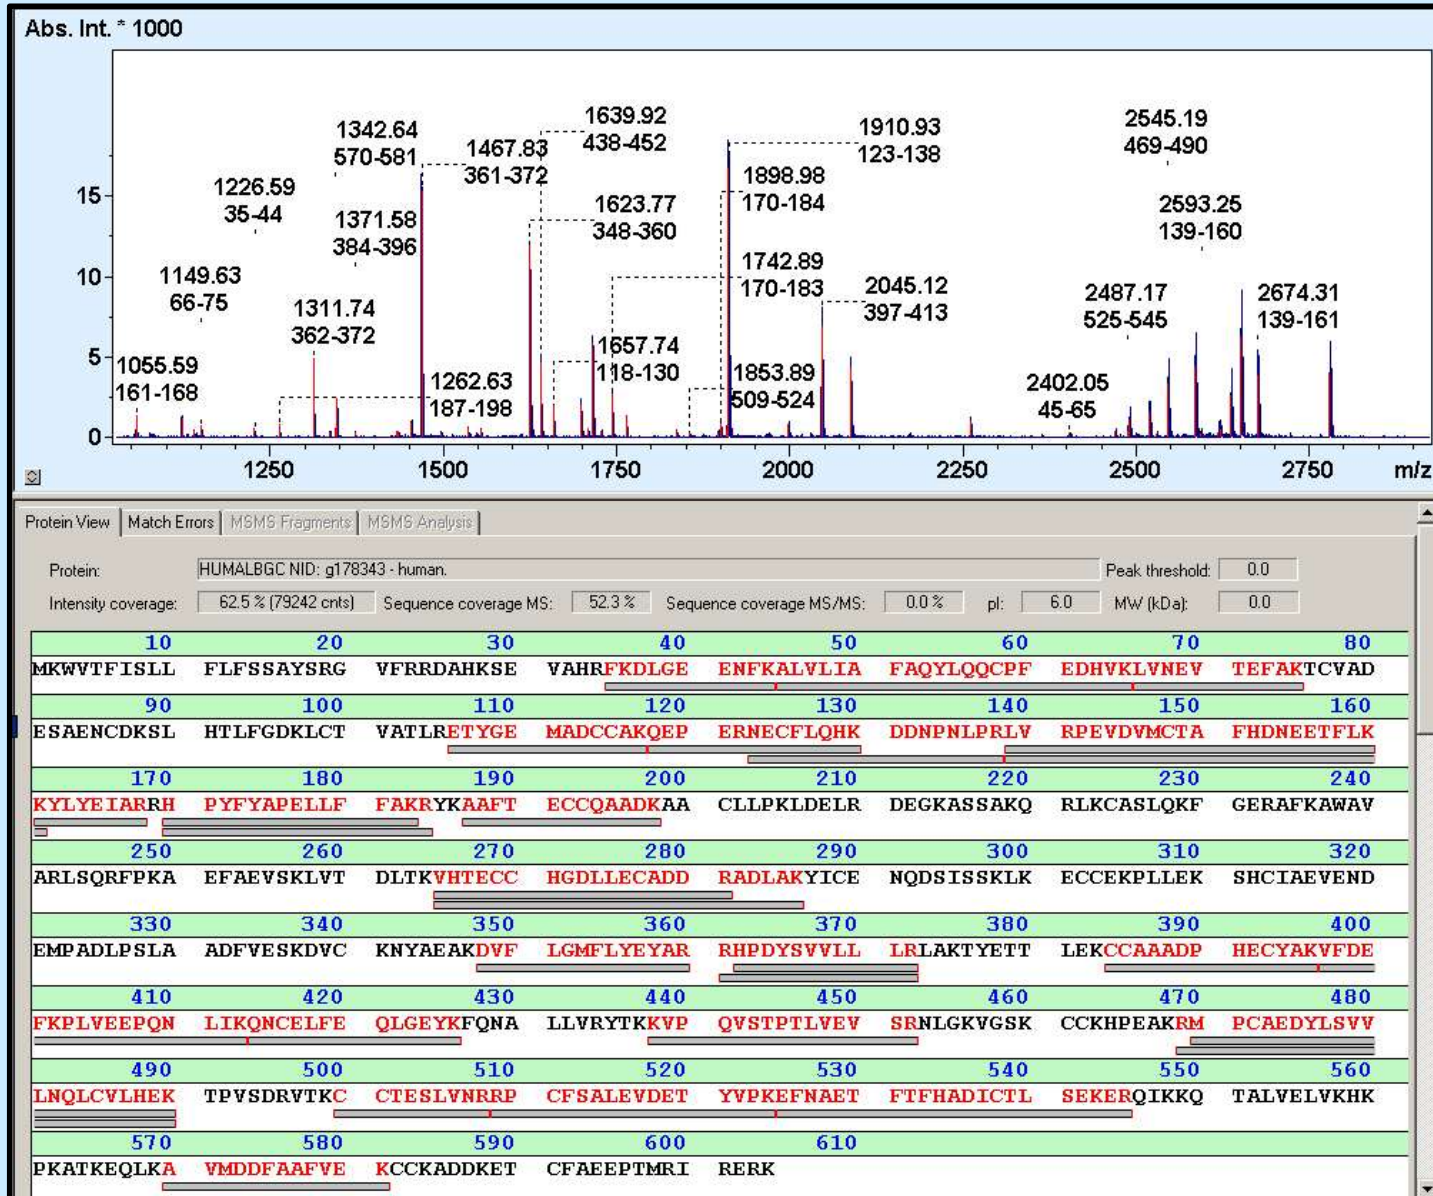 Abs. Int. * 1000
1639.92
438-452
2545.19
469-490
1342.64
570-581
1467.83
361-372
1910.93
123-138
1898.98
170-184
1226.59
35-44
15
1371.58
384-396
1623.77
348-360
2593.25
139-160
1742.89
170-183
10
1149.63
66-75
1311.74
362-372
2045.12
397-413
2487.17
525-545
2674.31
139-161
5
1055.59
161-168
1657.74
118-130
1262.63
187-198
1853.89
509-524
2402.05
45-65
0
1250 1500 1750 2000 2250 2500 2750 m/z
Protein View Match Errors MSMS Fragments MSMS Analysis
Protein: HUMALBGC NID: g178343 - human. Peak threshold: 0.0
Intensity coverage: 62.5 % (79242 cnts) Sequence coverage MS: 52.3 % Sequence coverage MS/MS: 0.0 % pI: 6.0 MW (kDa): 0.0
10 20 30 40 50 60 70 80
MKWVTFISLL FLFSSAYSRG VFRRDAHKSE VAHRFKDLGE ENFKALVLIA FAQYLQQCPF EDHVKLVNEV TEFAKTCVAD
90 100 110 120 130 140 150 160
ESAENCDKSL HTLFGDKLCT VATLRETYGE MADCCAKQEP ERNECFLQHK DDNPNLPRLV RPEVDVMCTA FHDNEETFLK
170 180 190 200 210 220 230 240
KYLYEIARRH PYFYAPELLF FAKRYKAAFT ECCQAADKAA CLLPKLDELR DEGKASSAKQ RLKCASLQKF GERAFKAWAV
250 260 270 280 290 300 310 320
ARLSQRFPKA EFAEVSKLVT DLTKVHTECC HGDLLECADD RADLAKYICE NQDSISSKLK ECCEKPLLEK SHCIAEVEND
330 340 350 360 370 380 390 400
EMPADLPSLA ADFVESKDVC KNYAEAKDVF LGMFLYEYAR RHPDYSVVLL LRLAKTYETT LEKCCAAADP HECYAKVFDE
410 420 430 440 450 460 470 480
FKPLVEEPQN LIKQNCELFE QLGEYKFQNA LLVRYTKKVP QVSTPTLVEV SRNLGKVGSK CCKHPEAKRM PCAEDYLSVV
490 500 510 520 530 540 550 560
LNQLCVLHEK TPVSDRVTKC CTESLVNRRP CFSALEVDET YVPKEFNAET FTFHADICTL SEKERQIKKQ TALVELVKHK
570 580 590 600 610
PKATKEQLKA VMDDFAAFVE KCCKADDKET CFAEEPTMRI RERK